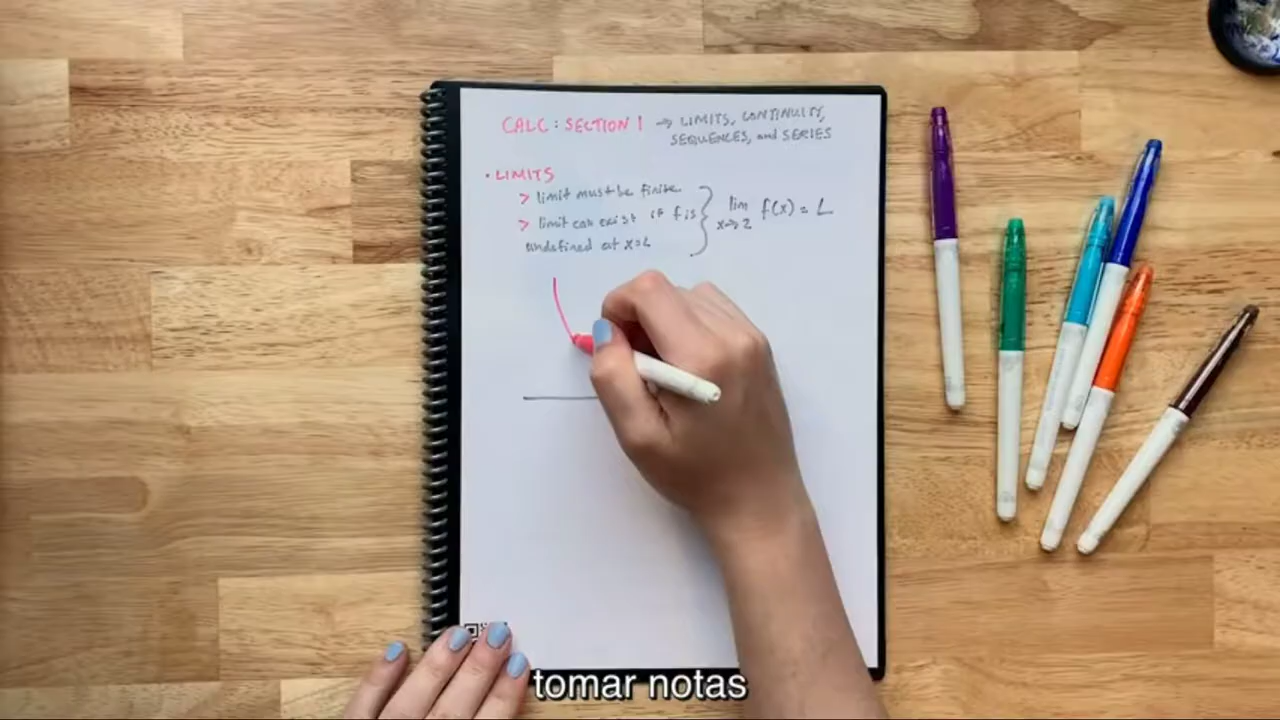 CALC: SECTION 1 → LIMITS, CONTINUITY,
SEQUENCES, and SERIES
• LIMITS
> limit must be finite
> limit can exist if f is
undefined at x=c
lim f(x) = L
x→2
tomar notas